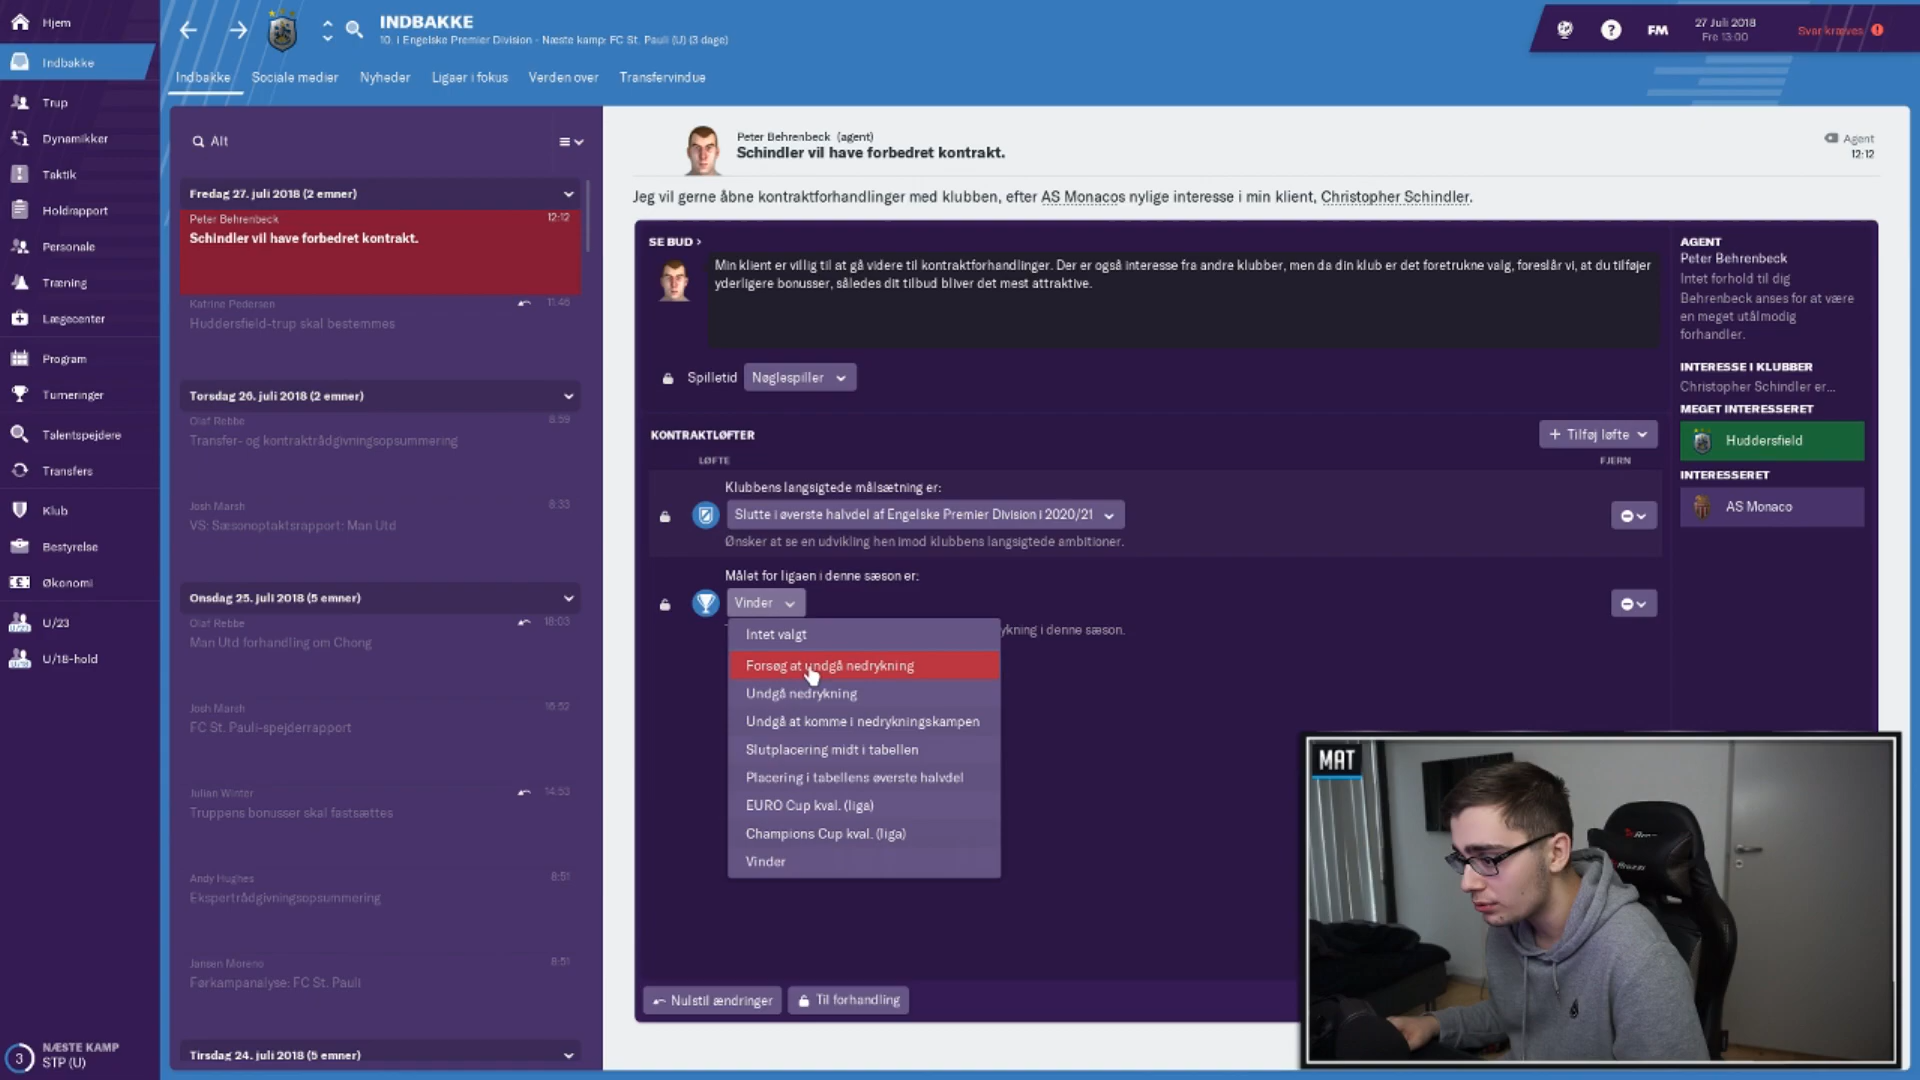 Hjem
Indbakke
Trup
Dynamikker
Taktik
Holdrapport
Personale
Træning
Lægecenter
Program
Turneringer
Talentspejdere
Transfers
Klub
Bestyrelse
Økonomi
U/23
U/18-hold
3
NÆSTE KAMP
STP (U)
INDBAKKE
10. i Engelske Premier Division - Næste kamp: FC St. Pauli (U) (3 dage)
Indbakke Sociale medier Nyheder Ligaer i fokus Verden over Transfervindue
FM
27 Juli 2018
Fre 13:00
Svar kræves
Alt
Fredag 27. juli 2018 (2 emner)
Peter Behrenbeck 12:12
Schindler vil have forbedret kontrakt.
Katrine Pedersen 11:46
Huddersfield-trup skal bestemmes
Torsdag 26. juli 2018 (2 emner)
Olaf Rebbe 8:59
Transfer- og kontraktrådgivningsopsummering
Josh Marsh 8:33
VS: Sæsonoptaktsrapport: Man Utd
Onsdag 25. juli 2018 (5 emner)
Olaf Rebbe 18:03
Man Utd forhandling om Chong
Josh Marsh 16:52
FC St. Pauli-spejderrapport
Julian Winter 14:53
Truppens bonusser skal fastsættes
Andy Hughes 8:51
Ekspertrådgivningsopsummering
Jansen Moreno 8:51
Førkampanalyse: FC St. Pauli
Tirsdag 24. juli 2018 (5 emner)
Peter Behrenbeck (agent)
Schindler vil have forbedret kontrakt.
Agent
12:12
Jeg vil gerne åbne kontraktforhandlinger med klubben, efter AS Monacos nylige interesse i min klient, Christopher Schindler.
SE BUD >
Min klient er villig til at gå videre til kontraktforhandlinger. Der er også interesse fra andre klubber, men da din klub er det foretrukne valg, foreslår vi, at du tilføjer
yderligere bonusser, således dit tilbud bliver det mest attraktive.
Spilletid Nøglespiller
KONTRAKTLØFTER
+ Tilføj løfte
LØFTE FJERN
Klubbens langsigtede målsætning er:
Slutte i øverste halvdel af Engelske Premier Division i 2020/21
Ønsker at se en udvikling hen imod klubbens langsigtede ambitioner.
Målet for ligaen i denne sæson er:
Vinder
ykning i denne sæson.
Intet valgt
Forsøg at undgå nedrykning
Undgå nedrykning
Undgå at komme i nedrykningskampen
Slutplacering midt i tabellen
Placering i tabellens øverste halvdel
EURO Cup kval. (liga)
Champions Cup kval. (liga)
Vinder
Nulstil ændringer
Til forhandling
AGENT
Peter Behrenbeck
Intet forhold til dig
Behrenbeck anses for at være
en meget utålmodig
forhandler.
INTERESSE I KLUBBER
Christopher Schindler er...
MEGET INTERESSERET
Huddersfield
INTERESSERET
AS Monaco
MAT